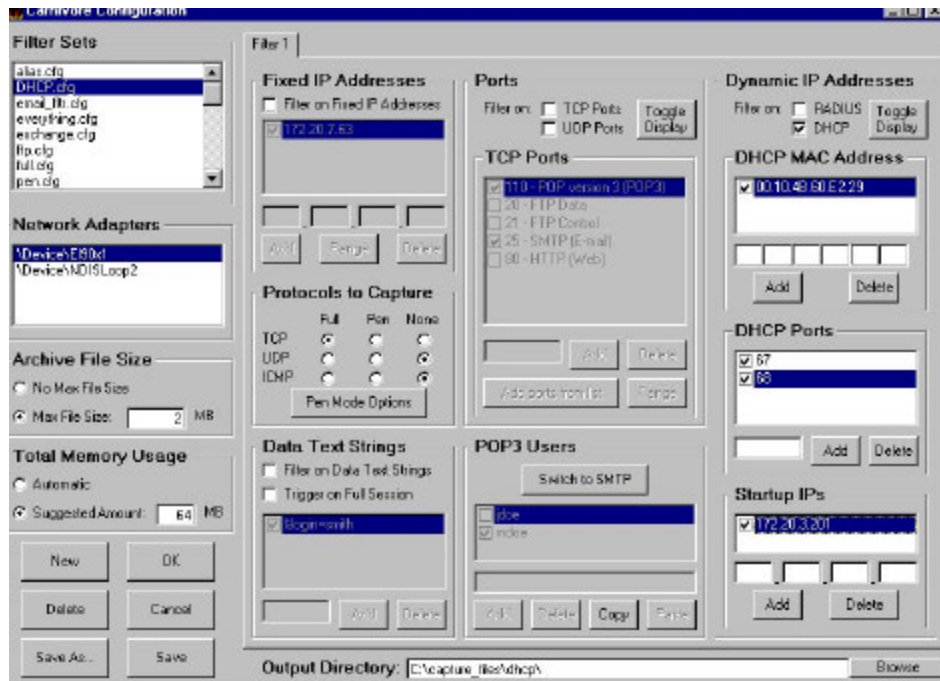 Carnivore Configuration
Filter Sets
alias.cfg
DHCP.cfg
email_fltr.cfg
everything.cfg
exchange.cfg
ftp.cfg
full.cfg
pen.cfg
Network Adapters
\Device\El90x1
\Device\NDISLoop2
Archive File Size
No Max File Size
Max File Size: 2 MB
Total Memory Usage
Automatic
Suggested Amount: 64 MB
New
OK
Delete
Cancel
Save As...
Save
Filter 1
Fixed IP Addresses
Filter on Fixed IP Addresses
172.20.7.63
Add
Range
Delete
Protocols to Capture
Full Pen None
TCP
UDP
ICMP
Pen Mode Options
Data Text Strings
Filter on Data Text Strings
Trigger on Full Session
&login=smith
Add
Delete
Ports
Filter on: TCP Ports
UDP Ports
Toggle Display
TCP Ports
110 - POP version 3 (POP3)
20 - FTP Data
21 - FTP Control
25 - SMTP (E-mail)
80 - HTTP (Web)
Add
Delete
Add ports from list
Range
POP3 Users
Switch to SMTP
jdoe
Add
Delete
Copy
Paste
Dynamic IP Addresses
Filter on: RADIUS
DHCP
Toggle Display
DHCP MAC Address
00.10.4B.60.E2.29
Add
Delete
DHCP Ports
67
68
Add
Delete
Startup IPs
172.20.3.201
Add
Delete
Output Directory: C:\capture_files\dhcp\
Browse